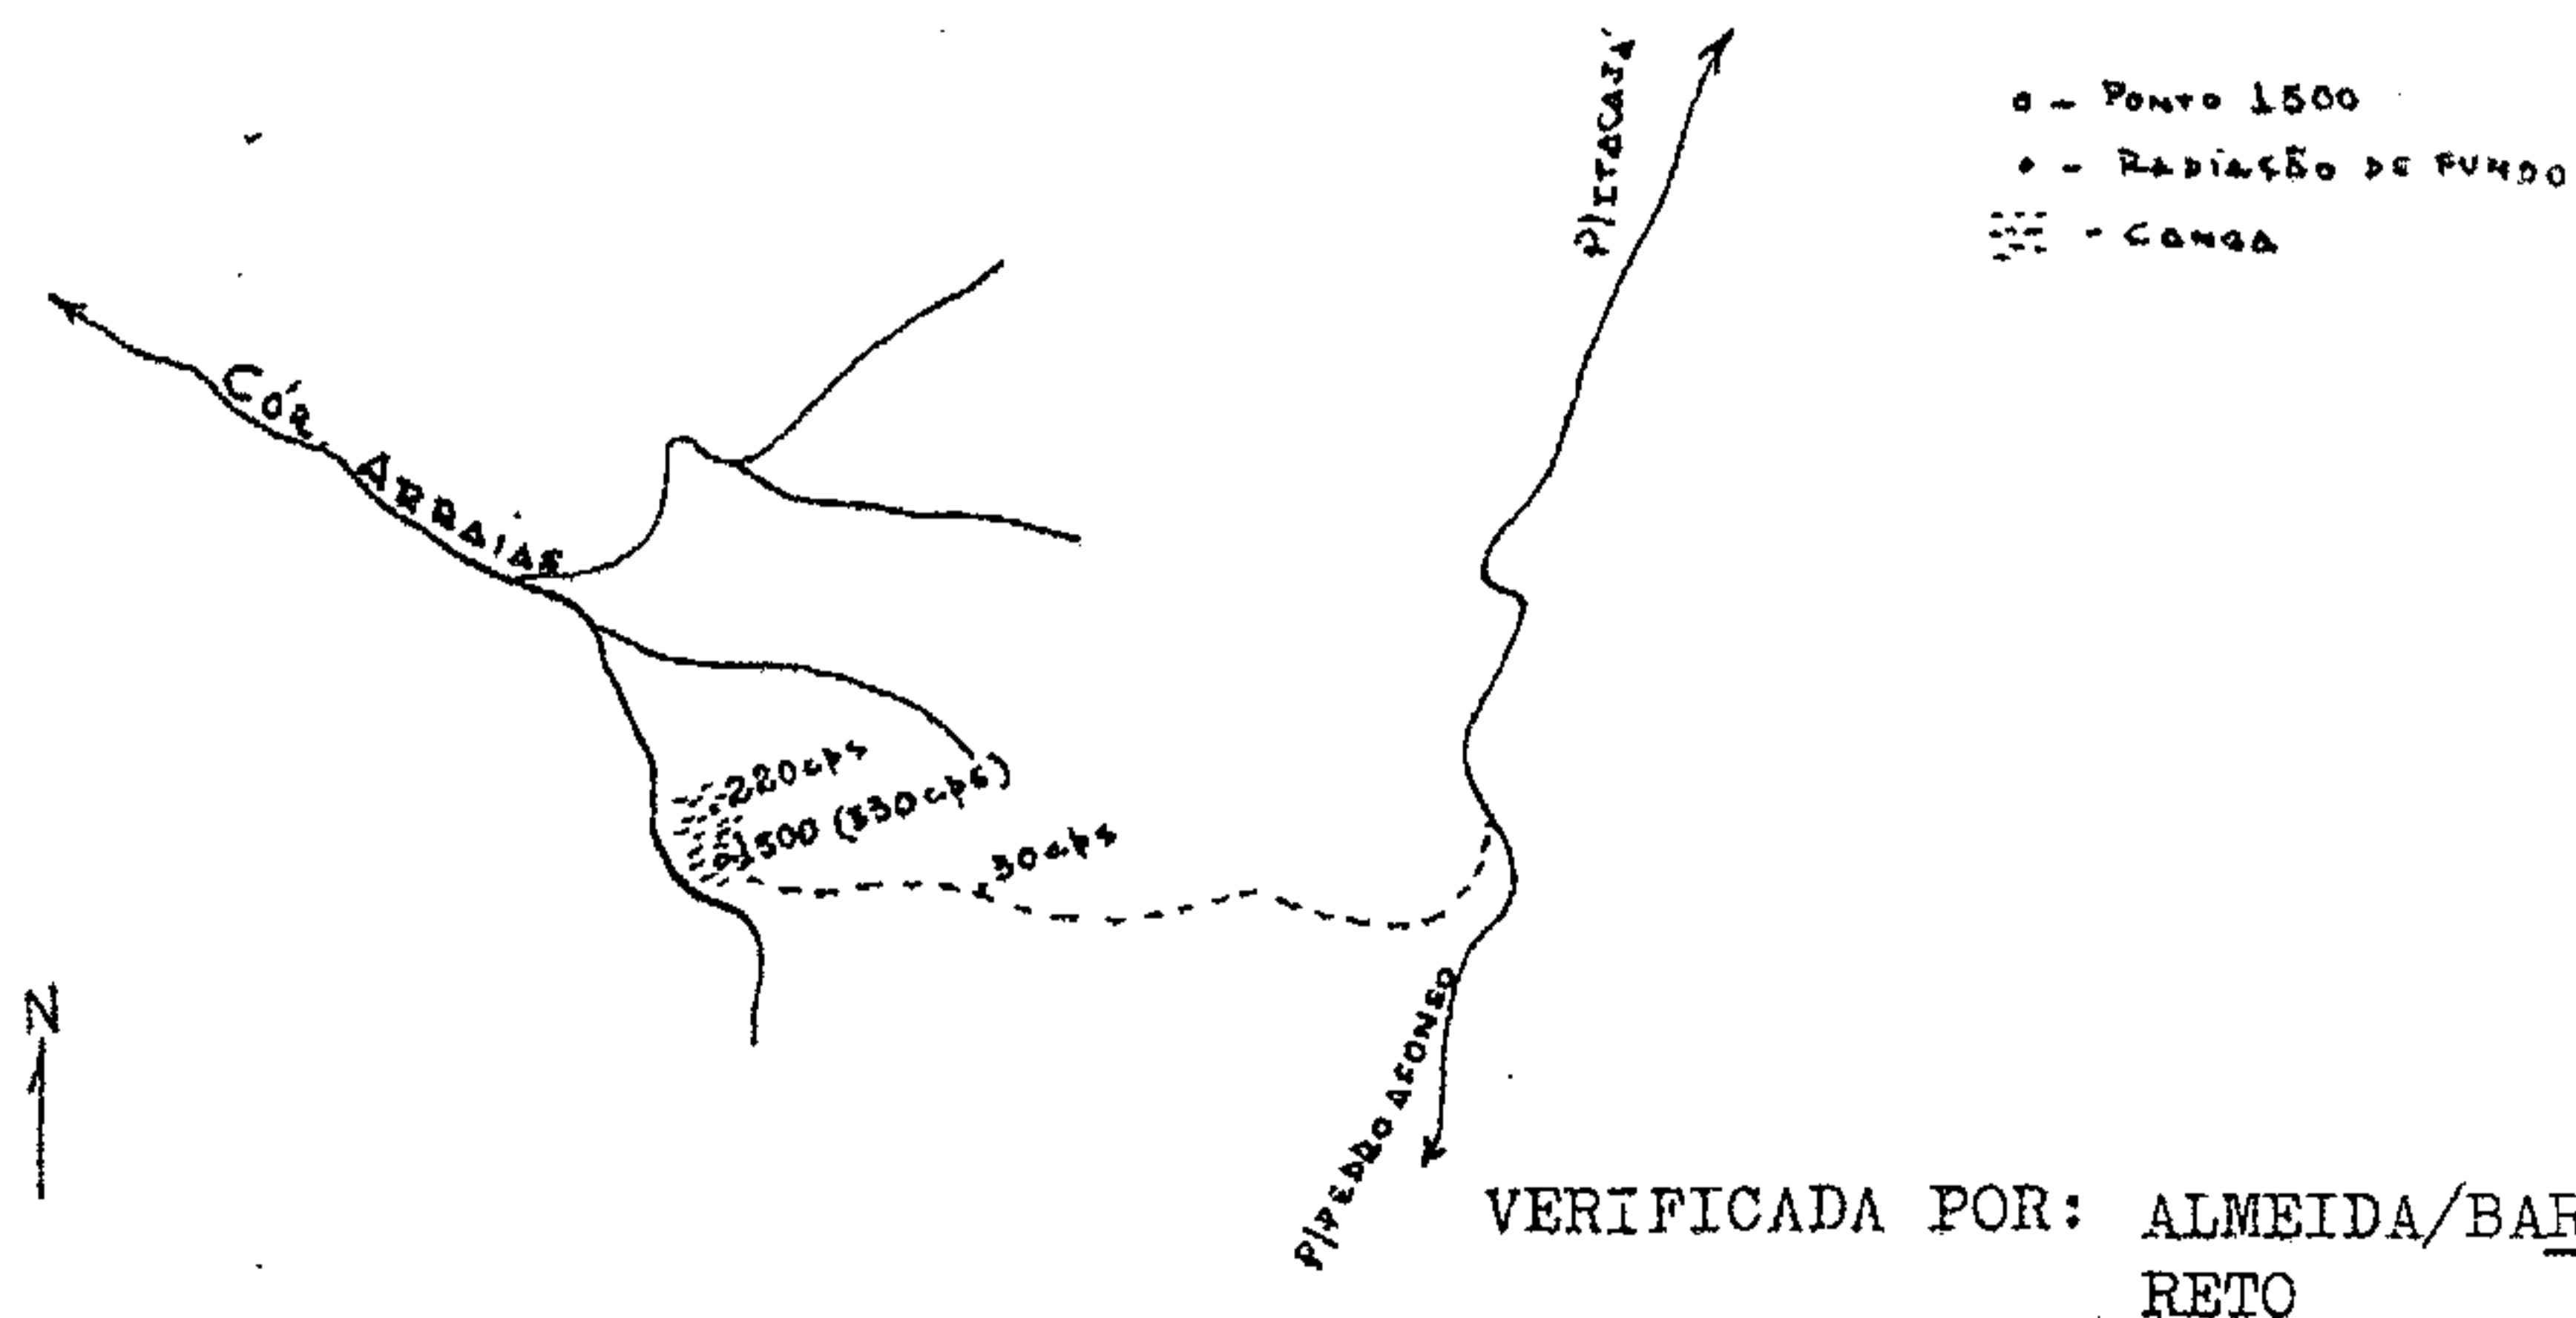 P/ITACAJÁ
o - PONTO 1500
• - RADIAÇÃO DE FUNDO
- CANGA
CÓR. ARRAIAS
220 cps
1500 (330 cps)
30 cps
N
P/PEDRO AFONSO
VERIFICADA POR: ALMEIDA/BAR
RETO